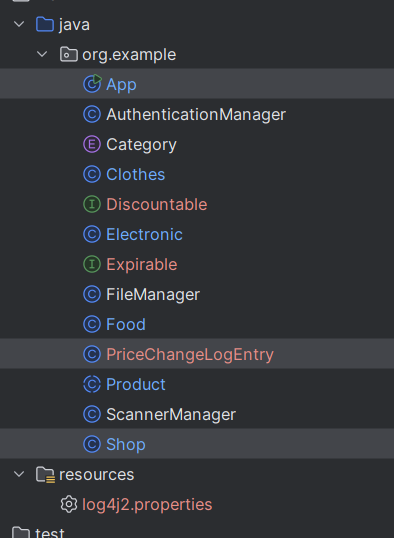 java
org.example
App
AuthenticationManager
Category
Clothes
Discountable
Electronic
Expirable
FileManager
Food
PriceChangeLogEntry
Product
ScannerManager
Shop
resources
log4j2.properties
test